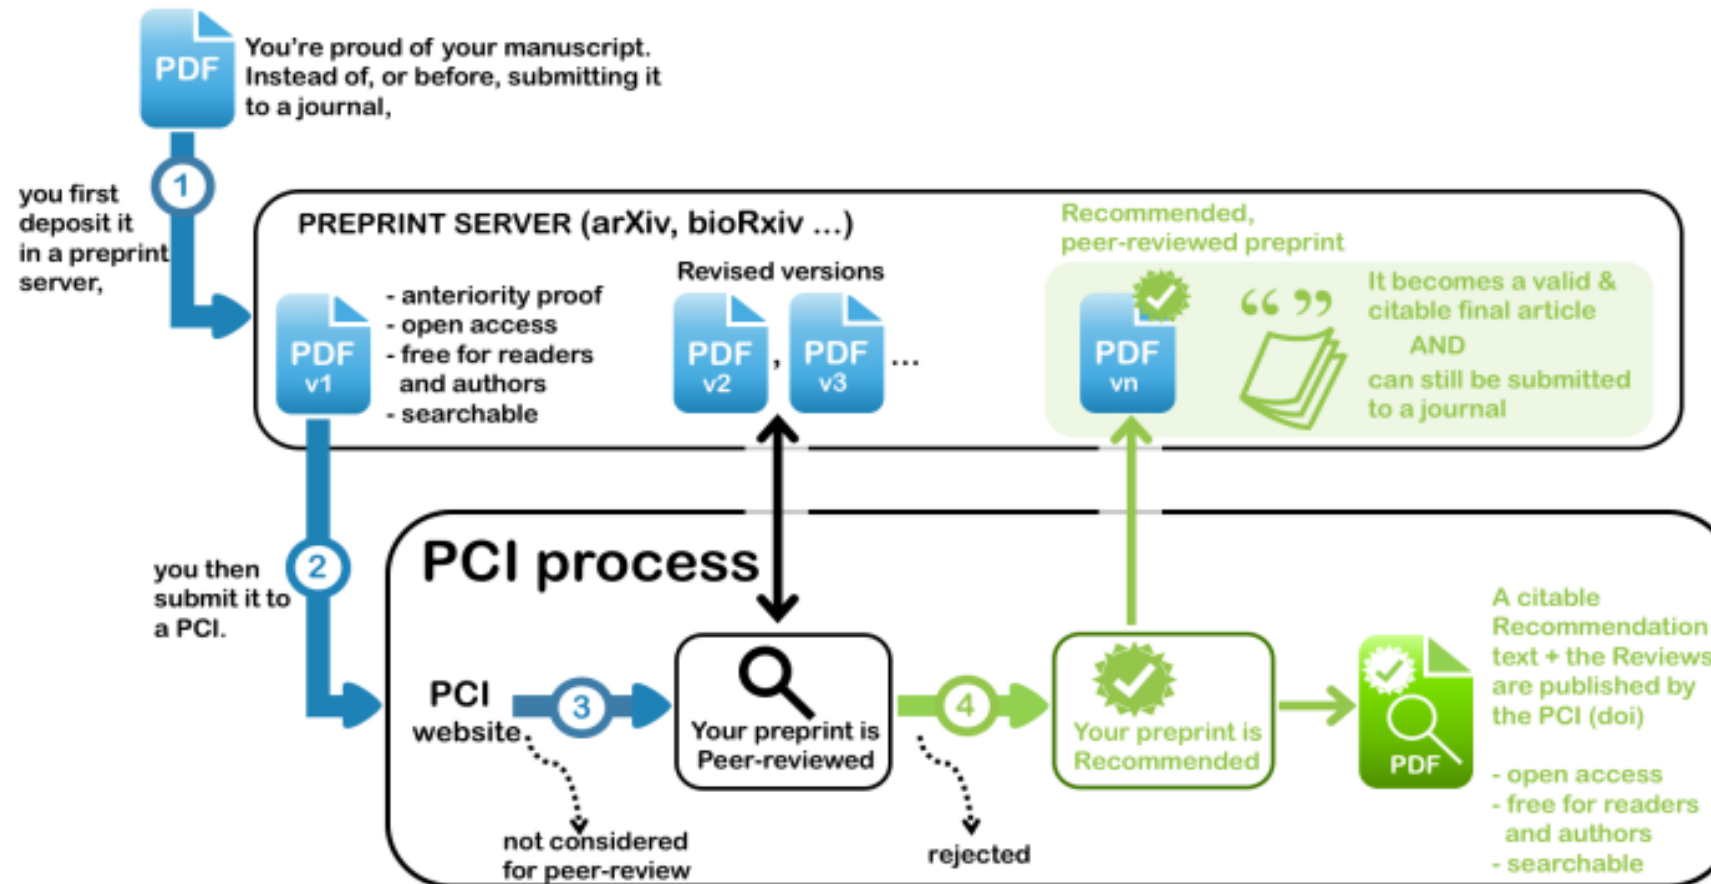 PDF
You're proud of your manuscript.
Instead of, or before, submitting it
to a journal,
1
you first
deposit it
in a preprint
server,
PREPRINT SERVER (arXiv, bioRxiv ...)
PDF
v1
- anteriority proof
- open access
- free for readers
and authors
- searchable
Revised versions
PDF
v2
,
PDF
v3
...
Recommended,
peer-reviewed preprint
PDF
vn
“ ”
It becomes a valid &
citable final article
AND
can still be submitted
to a journal
2
you then
submit it to
a PCI.
PCI process
PCI
website
3
not considered
for peer-review
Your preprint is
Peer-reviewed
4
rejected
Your preprint is
Recommended
PDF
A citable
Recommendation
text + the Reviews
are published by
the PCI (doi)
- open access
- free for readers
and authors
- searchable